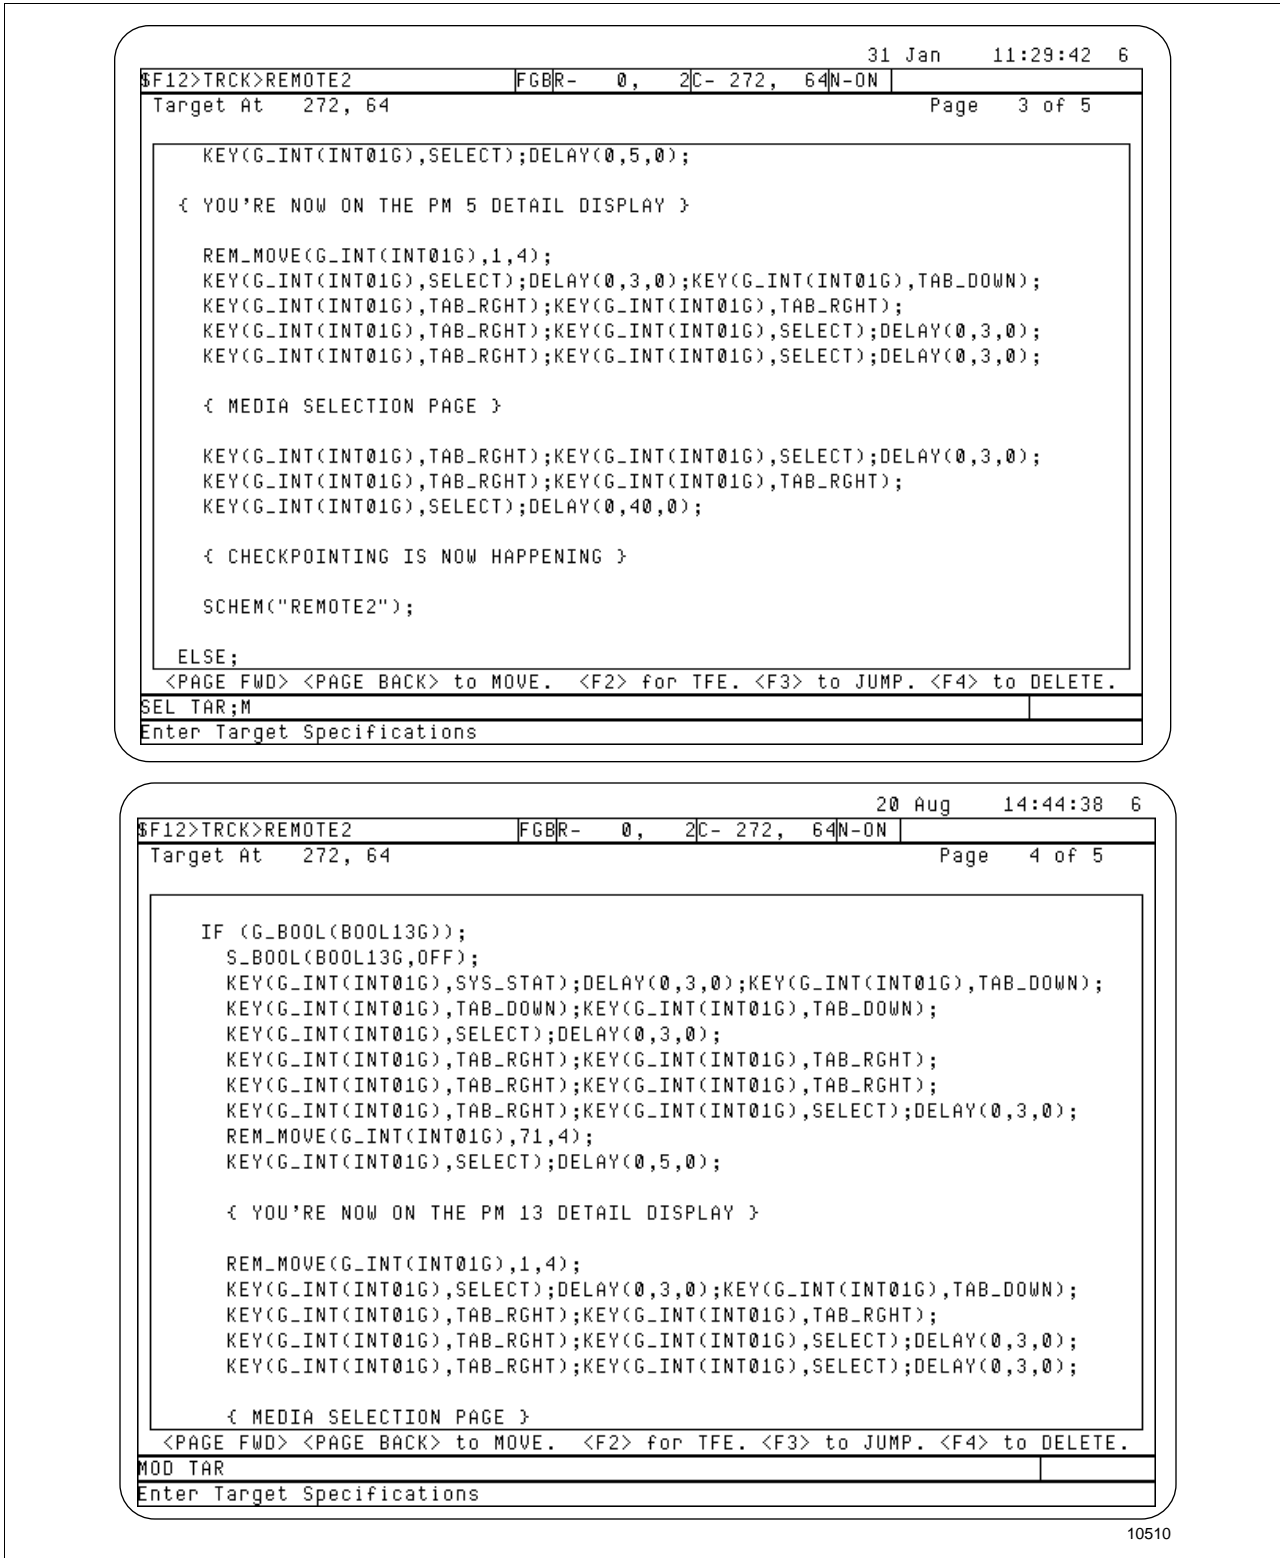 31 Jan 11:29:42 6
$F12>TRCK>REMOTE2 FGBR- 0, 2C- 272, 64N-ON
Target At 272, 64 Page 3 of 5
KEY(G_INT(INT01G),SELECT);DELAY(0,5,0);
{ YOU'RE NOW ON THE PM 5 DETAIL DISPLAY }
REM_MOVE(G_INT(INT01G),1,4);
KEY(G_INT(INT01G),SELECT);DELAY(0,3,0);KEY(G_INT(INT01G),TAB_DOWN);
KEY(G_INT(INT01G),TAB_RGHT);KEY(G_INT(INT01G),TAB_RGHT);
KEY(G_INT(INT01G),TAB_RGHT);KEY(G_INT(INT01G),SELECT);DELAY(0,3,0);
KEY(G_INT(INT01G),TAB_RGHT);KEY(G_INT(INT01G),SELECT);DELAY(0,3,0);
{ MEDIA SELECTION PAGE }
KEY(G_INT(INT01G),TAB_RGHT);KEY(G_INT(INT01G),SELECT);DELAY(0,3,0);
KEY(G_INT(INT01G),TAB_RGHT);KEY(G_INT(INT01G),TAB_RGHT);
KEY(G_INT(INT01G),SELECT);DELAY(0,40,0);
{ CHECKPOINTING IS NOW HAPPENING }
SCHEM("REMOTE2");
ELSE;
<PAGE FWD> <PAGE BACK> to MOVE. <F2> for TFE. <F3> to JUMP. <F4> to DELETE.
SEL TAR;M
Enter Target Specifications
20 Aug 14:44:38 6
$F12>TRCK>REMOTE2 FGBR- 0, 2C- 272, 64N-ON
Target At 272, 64 Page 4 of 5
IF (G_BOOL(BOOL13G));
S_BOOL(BOOL13G,OFF);
KEY(G_INT(INT01G),SYS_STAT);DELAY(0,3,0);KEY(G_INT(INT01G),TAB_DOWN);
KEY(G_INT(INT01G),TAB_DOWN);KEY(G_INT(INT01G),TAB_DOWN);
KEY(G_INT(INT01G),SELECT);DELAY(0,3,0);
KEY(G_INT(INT01G),TAB_RGHT);KEY(G_INT(INT01G),TAB_RGHT);
KEY(G_INT(INT01G),TAB_RGHT);KEY(G_INT(INT01G),TAB_RGHT);
KEY(G_INT(INT01G),TAB_RGHT);KEY(G_INT(INT01G),SELECT);DELAY(0,3,0);
REM_MOVE(G_INT(INT01G),71,4);
KEY(G_INT(INT01G),SELECT);DELAY(0,5,0);
{ YOU'RE NOW ON THE PM 13 DETAIL DISPLAY }
REM_MOVE(G_INT(INT01G),1,4);
KEY(G_INT(INT01G),SELECT);DELAY(0,3,0);KEY(G_INT(INT01G),TAB_DOWN);
KEY(G_INT(INT01G),TAB_RGHT);KEY(G_INT(INT01G),TAB_RGHT);
KEY(G_INT(INT01G),TAB_RGHT);KEY(G_INT(INT01G),SELECT);DELAY(0,3,0);
KEY(G_INT(INT01G),TAB_RGHT);KEY(G_INT(INT01G),SELECT);DELAY(0,3,0);
{ MEDIA SELECTION PAGE }
<PAGE FWD> <PAGE BACK> to MOVE. <F2> for TFE. <F3> to JUMP. <F4> to DELETE.
MOD TAR
Enter Target Specifications
10510